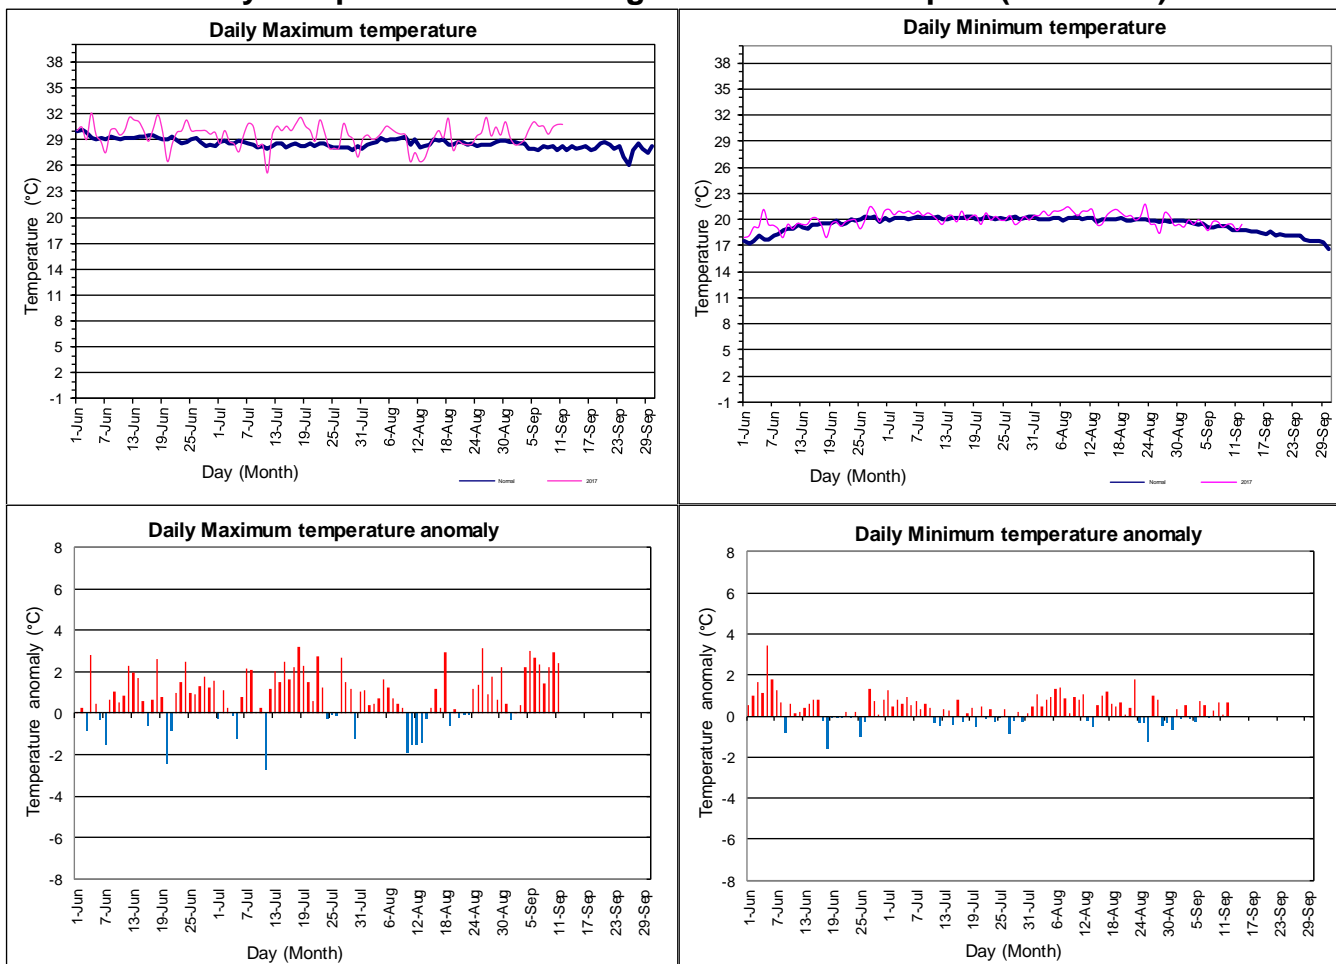 Daily Maximum temperature
Temperature (°C)
38
35
32
29
26
23
20
17
14
11
8
5
2
-1
1-Jun
7-Jun
13-Jun
19-Jun
25-Jun
1-Jul
7-Jul
13-Jul
19-Jul
25-Jul
31-Jul
6-Aug
12-Aug
18-Aug
24-Aug
30-Aug
5-Sep
11-Sep
17-Sep
23-Sep
29-Sep
Day (Month)
Normal 2017
Daily Minimum temperature
Temperature (°C)
38
35
32
29
26
23
20
17
14
11
8
5
2
-1
1-Jun
7-Jun
13-Jun
19-Jun
25-Jun
1-Jul
7-Jul
13-Jul
19-Jul
25-Jul
31-Jul
6-Aug
12-Aug
18-Aug
24-Aug
30-Aug
5-Sep
11-Sep
17-Sep
23-Sep
29-Sep
Day (Month)
Normal 2017
Daily Maximum temperature anomaly
Temperature anomaly (°C)
8
6
4
2
0
-2
-4
-6
-8
1-Jun
7-Jun
13-Jun
19-Jun
25-Jun
1-Jul
7-Jul
13-Jul
19-Jul
25-Jul
31-Jul
6-Aug
12-Aug
18-Aug
24-Aug
30-Aug
5-Sep
11-Sep
17-Sep
23-Sep
29-Sep
Day (Month)
Daily Minimum temperature anomaly
Temperature anomaly (°C)
8
6
4
2
0
-2
-4
-6
-8
1-Jun
7-Jun
13-Jun
19-Jun
25-Jun
1-Jul
7-Jul
13-Jul
19-Jul
25-Jul
31-Jul
6-Aug
12-Aug
18-Aug
24-Aug
30-Aug
5-Sep
11-Sep
17-Sep
23-Sep
29-Sep
Day (Month)